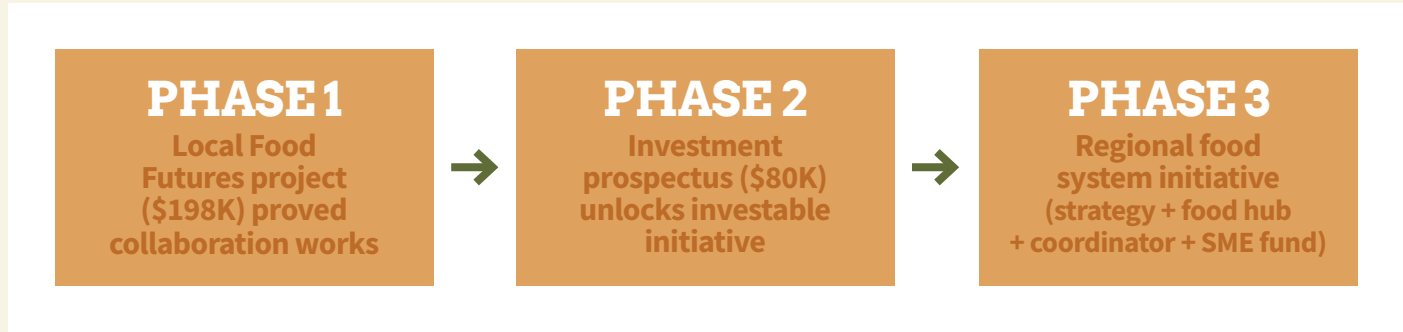 PHASE 1
Local Food
Futures project
($198K) proved
collaboration works
PHASE 2
Investment
prospectus ($80K)
unlocks investable
initiative
PHASE 3
Regional food
system initiative
(strategy + food hub
+ coordinator + SME fund)